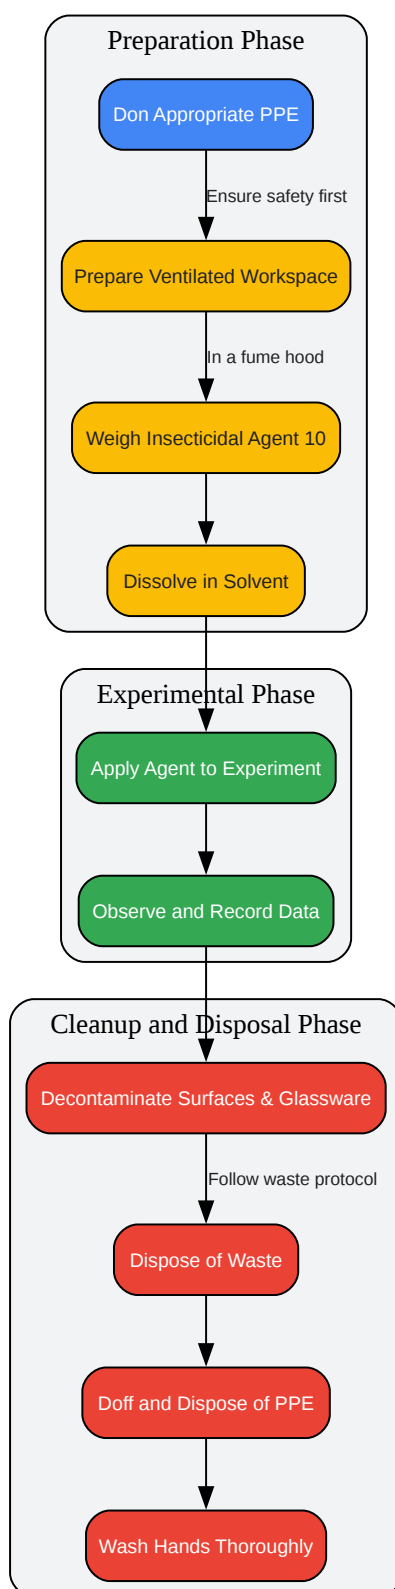 Preparation Phase
Don Appropriate PPE
Ensure safety first
Prepare Ventilated Workspace
In a fume hood
Weigh Insecticidal Agent 10
Dissolve in Solvent
Experimental Phase
Apply Agent to Experiment
Observe and Record Data
Cleanup and Disposal Phase
Decontaminate Surfaces & Glassware
Follow waste protocol
Dispose of Waste
Doff and Dispose of PPE
Wash Hands Thoroughly